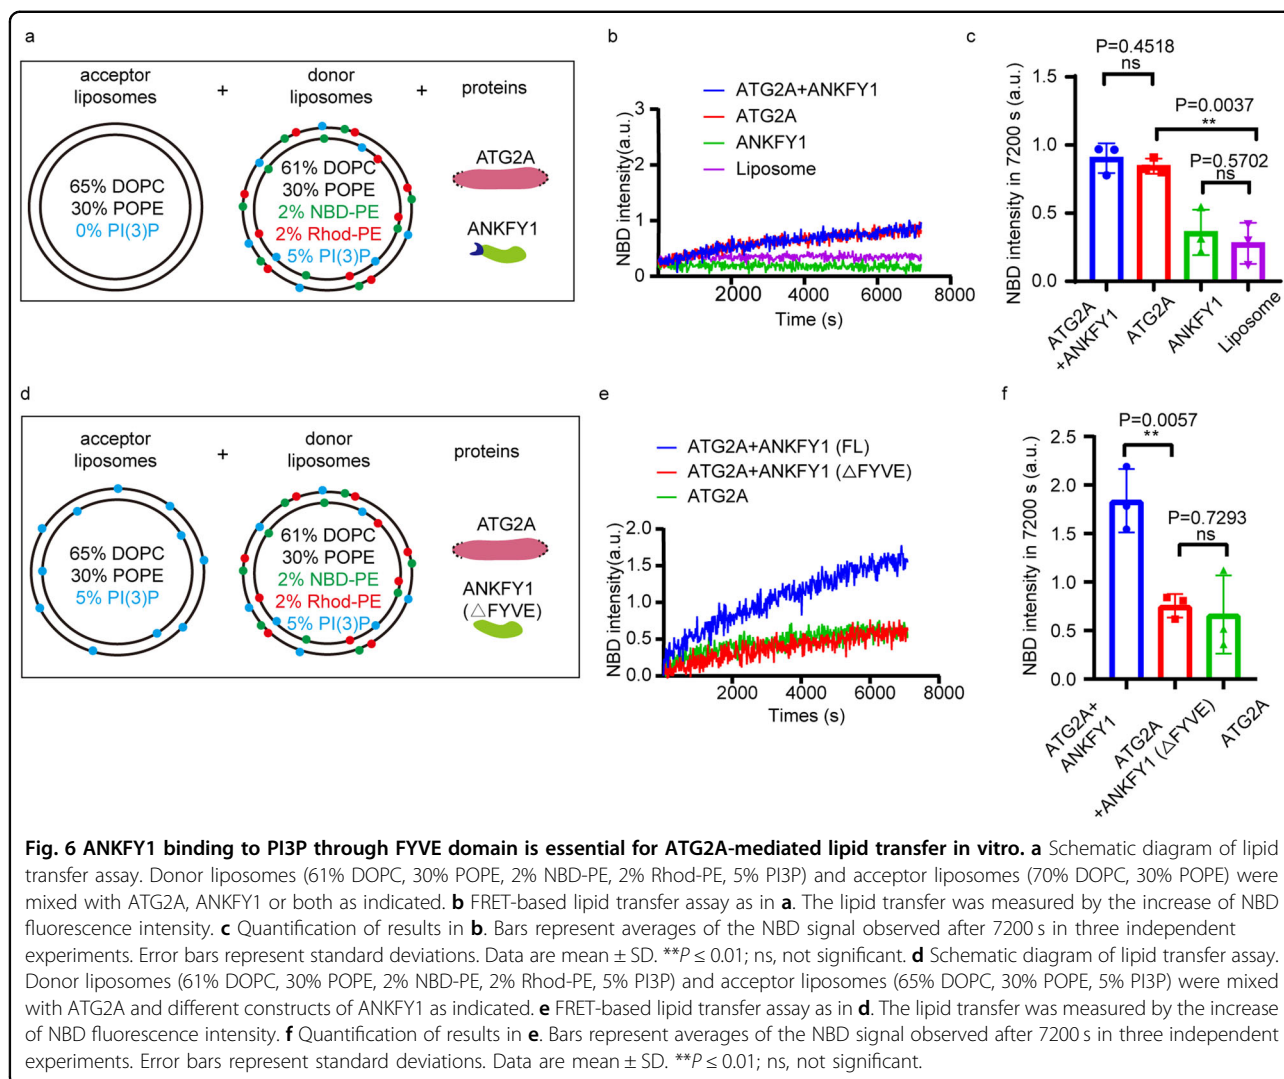 a
acceptor liposomes
+
donor liposomes
+
proteins
65% DOPC
30% POPE
0% PI(3)P
61% DOPC
30% POPE
2% NBD-PE
2% Rhod-PE
5% PI(3)P
ATG2A
ANKFY1
b
ATG2A+ANKFY1
ATG2A
ANKFY1
Liposome
NBD intensity(a.u.)
3
2
1
0
2000 4000 6000 8000
Time (s)
c
P=0.4518
ns
P=0.0037
**
P=0.5702
ns
NBD intensity in 7200 s (a.u.)
1.5
1.0
0.5
0.0
ATG2A +ANKFY1
ATG2A
ANKFY1
Liposome
d
acceptor liposomes
+
donor liposomes
proteins
65% DOPC
30% POPE
5% PI(3)P
61% DOPC
30% POPE
2% NBD-PE
2% Rhod-PE
5% PI(3)P
ATG2A
ANKFY1
(△FYVE)
e
ATG2A+ANKFY1 (FL)
ATG2A+ANKFY1 (△FYVE)
ATG2A
NBD intensity(a.u.)
2.0
1.5
1.0
0.5
0.0
2000 4000 6000 8000
Times (s)
f
P=0.0057
**
P=0.7293
ns
NBD intensity in 7200 s (a.u.)
2.5
2.0
1.5
1.0
0.5
0.0
ATG2A+ ANKFY1
ATG2A +ANKFY1 (△FYVE)
ATG2A
Fig. 6 ANKFY1 binding to PI3P through FYVE domain is essential for ATG2A-mediated lipid transfer in vitro. a Schematic diagram of lipid
transfer assay. Donor liposomes (61% DOPC, 30% POPE, 2% NBD-PE, 2% Rhod-PE, 5% PI3P) and acceptor liposomes (70% DOPC, 30% POPE) were
mixed with ATG2A, ANKFY1 or both as indicated. b FRET-based lipid transfer assay as in a. The lipid transfer was measured by the increase of NBD
fluorescence intensity. c Quantification of results in b. Bars represent averages of the NBD signal observed after 7200 s in three independent
experiments. Error bars represent standard deviations. Data are mean ± SD. **P ≤ 0.01; ns, not significant. d Schematic diagram of lipid transfer assay.
Donor liposomes (61% DOPC, 30% POPE, 2% NBD-PE, 2% Rhod-PE, 5% PI3P) and acceptor liposomes (65% DOPC, 30% POPE, 5% PI3P) were mixed
with ATG2A and different constructs of ANKFY1 as indicated. e FRET-based lipid transfer assay as in d. The lipid transfer was measured by the increase
of NBD fluorescence intensity. f Quantification of results in e. Bars represent averages of the NBD signal observed after 7200 s in three independent
experiments. Error bars represent standard deviations. Data are mean ± SD. **P ≤ 0.01; ns, not significant.